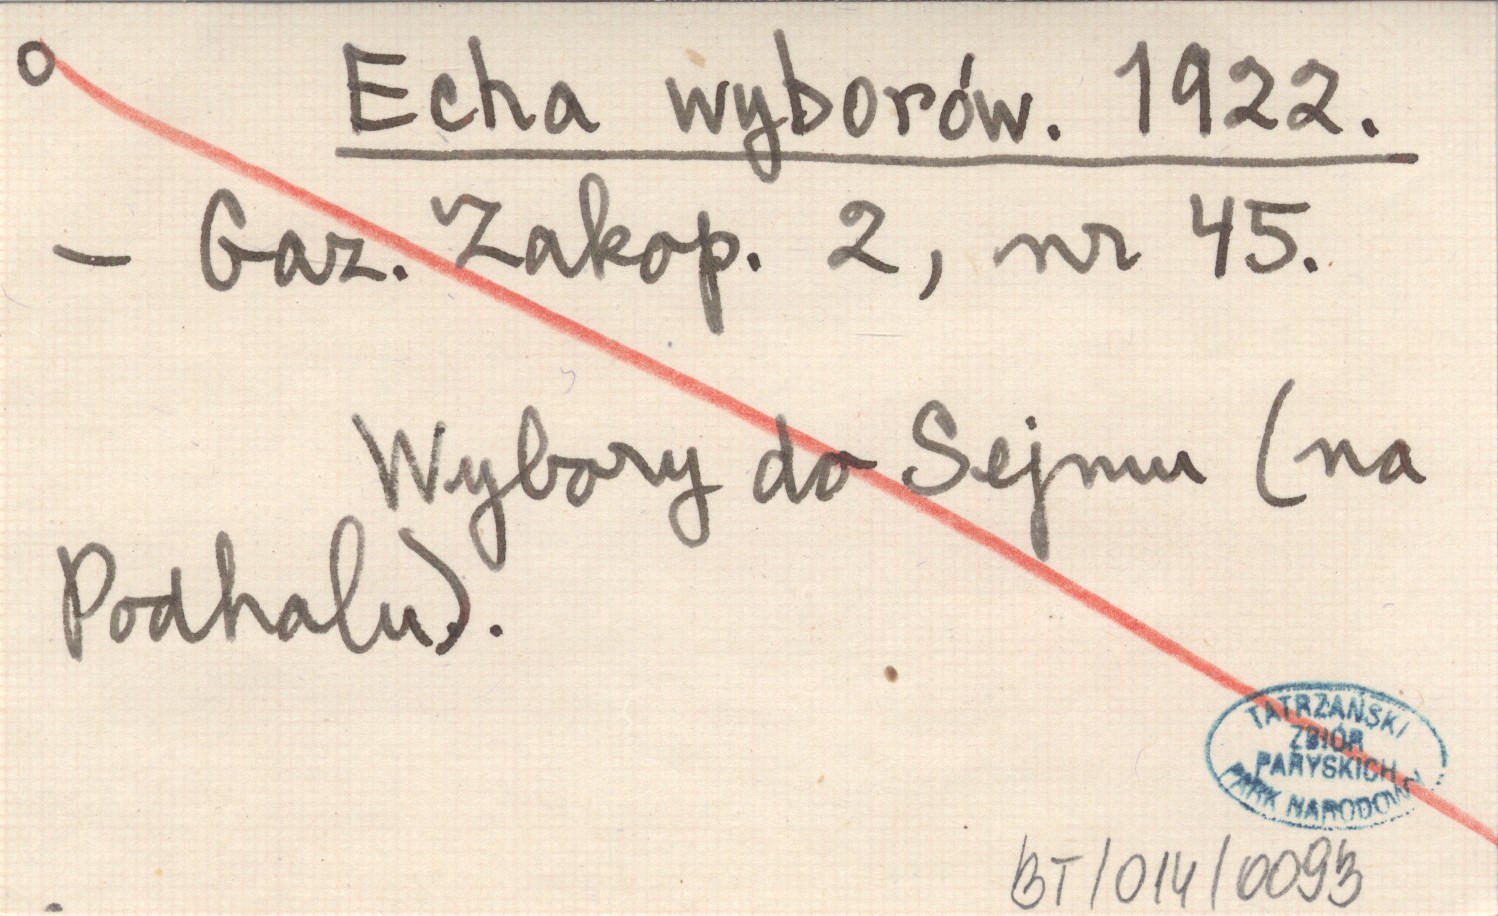 o
Echa wyborów. 1922.
– Gaz. Zakop. 2, nr 45.
Wybory do Sejmu (na
Podhalu).
TATRZAŃSKI
ZBIÓR
PARYSKICH
PARK NARODOWY
BT/014/0093